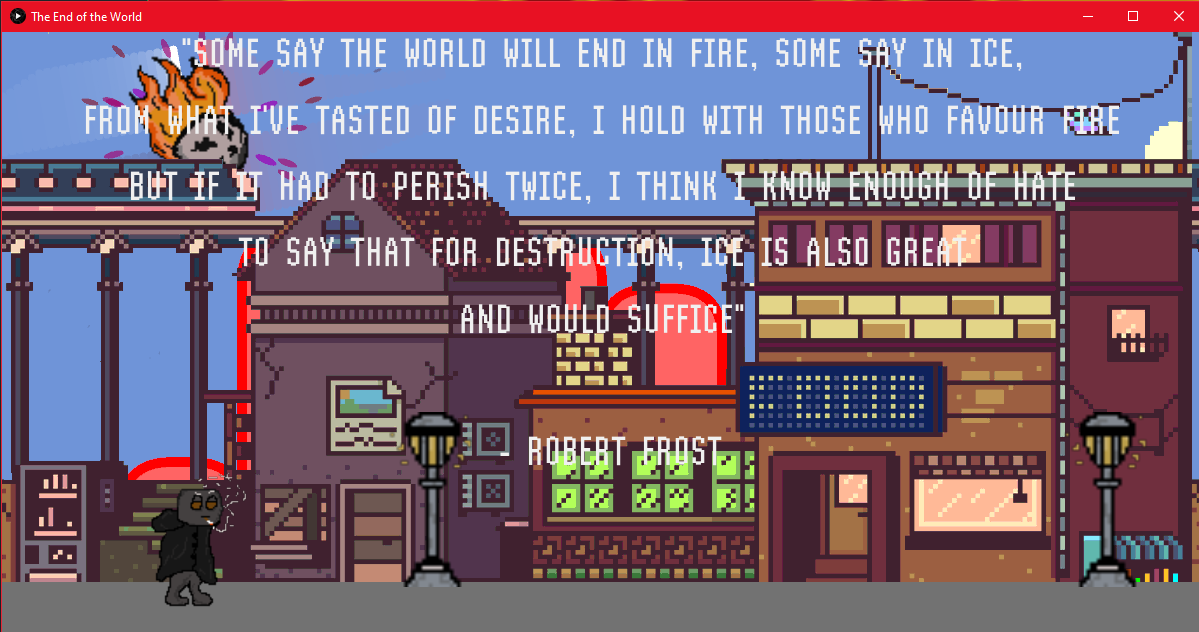 The End of the World
"SOME SAY THE WORLD WILL END IN FIRE, SOME SAY IN ICE,
FROM WHAT I'VE TASTED OF DESIRE, I HOLD WITH THOSE WHO FAVOUR FIRE
BUT IF IT HAD TO PERISH TWICE, I THINK I KNOW ENOUGH OF HATE
TO SAY THAT FOR DESTRUCTION, ICE IS ALSO GREAT
AND WOULD SUFFICE"
- ROBERT FROST